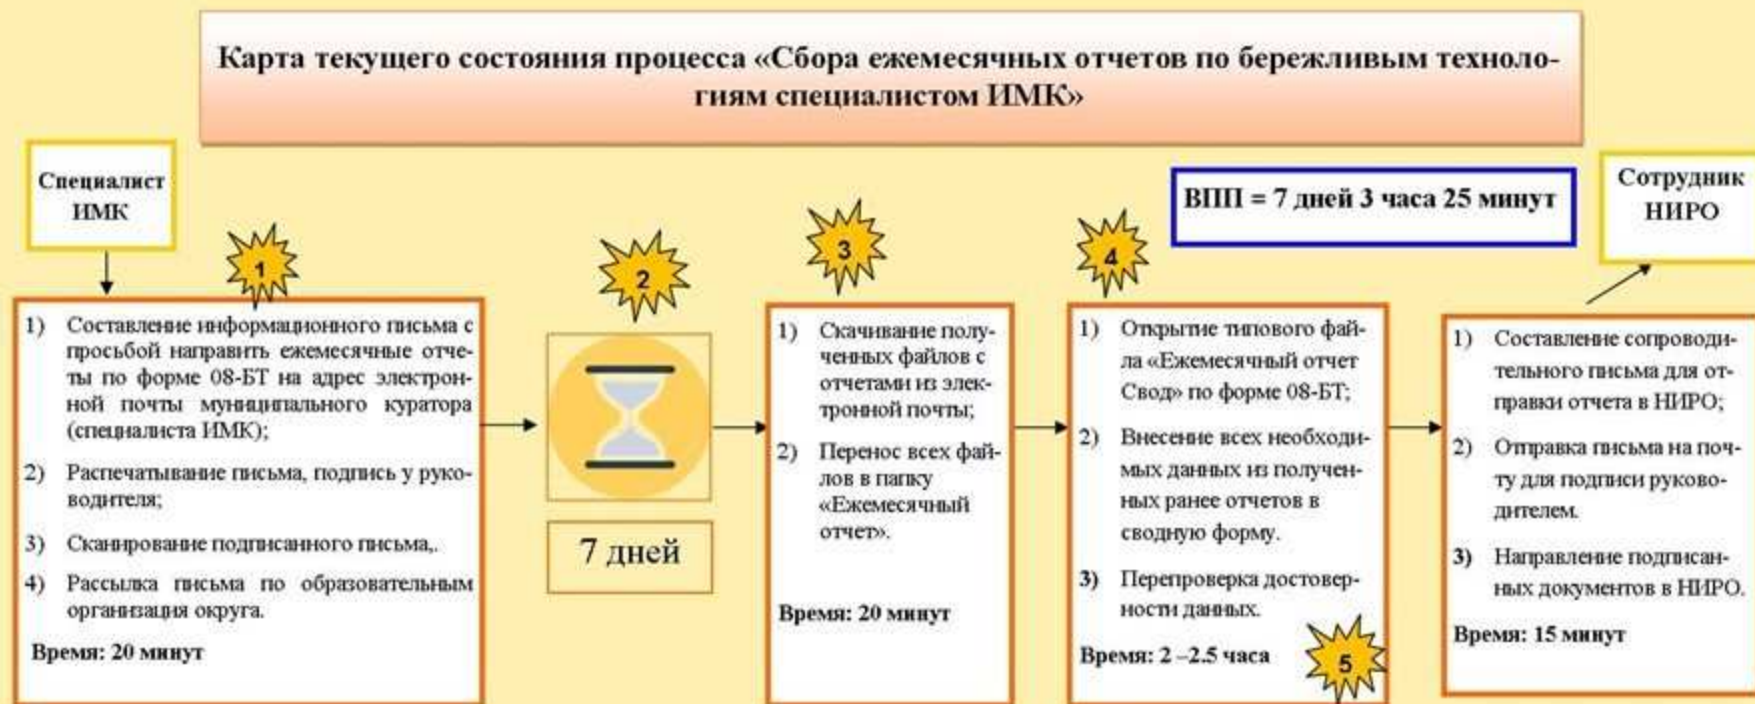 Карта текущего состояния процесса «Сбора ежемесячных отчетов по бережливым техноло-
гиям специалистом ИМК»
Специалист
ИМК
ВПП = 7 дней 3 часа 25 минут
Сотрудник
НИРО
1
1) Составление информационного письма с
просьбой направить ежемесячные отче-
ты по форме 08-БТ на адрес электрон-
ной почты муниципального куратора
(специалиста ИМК);
2) Распечатывание письма, подпись у руко-
водителя;
3) Сканирование подписанного письма,.
4) Рассылка письма по образовательным
организация округа.
Время: 20 минут
2
7 дней
3
1) Скачивание полу-
ченных файлов с
отчетами из элек-
тронной почты;
2) Перенос всех фай-
лов в папку
«Ежемесячный
отчет».
Время: 20 минут
4
1) Открытие типового фай-
ла «Ежемесячный отчет
Свод» по форме 08-БТ;
2) Внесение всех необходи-
мых данных из получен-
ных ранее отчетов в
сводную форму.
3) Перепроверка достовер-
ности данных.
Время: 2 –2.5 часа
5
1) Составление сопроводи-
тельного письма для от-
правки отчета в НИРО;
2) Отправка письма на поч-
ту для подписи руково-
дителем.
3) Направление подписан-
ных документов в НИРО.
Время: 15 минут